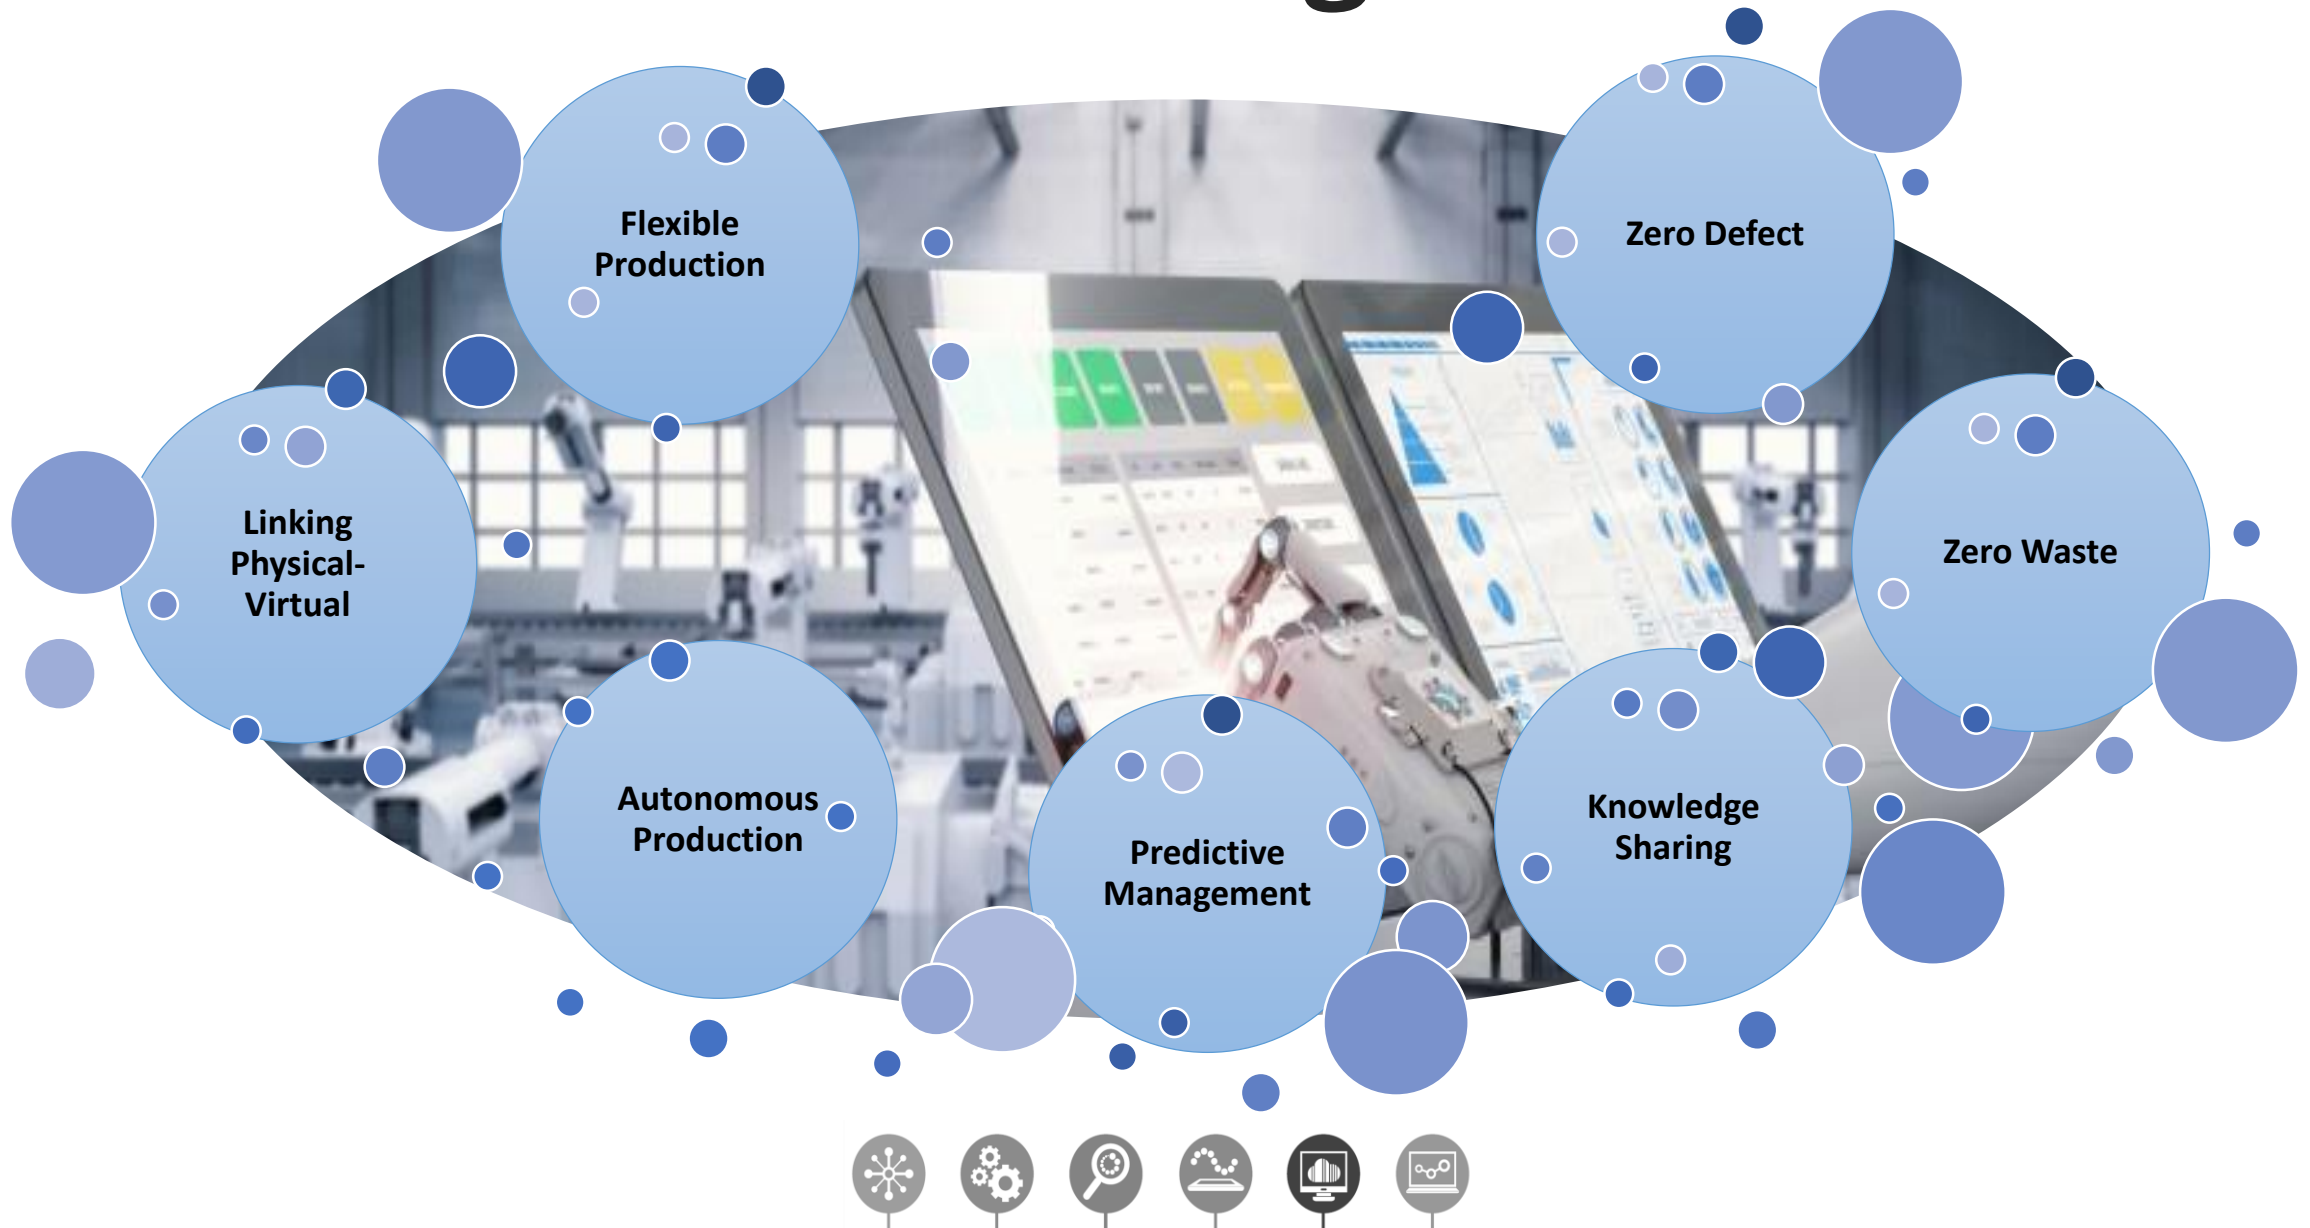 Flexible
Production
Zero Defect
Linking
Physical-
Virtual
Zero Waste
Autonomous
Production
Predictive
Management
Knowledge
Sharing